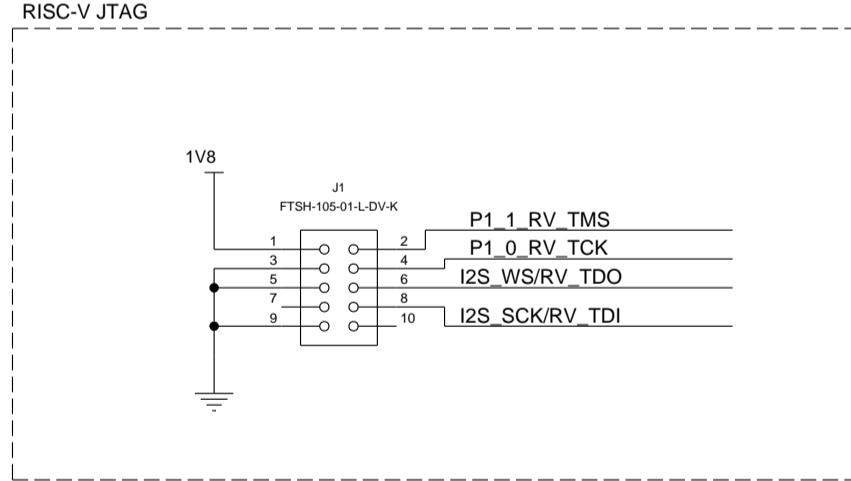 RISC-V JTAG
1V8
J1
FTSH-105-01-L-DV-K
1 2 P1_1_RV_TMS
3 4 P1_0_RV_TCK
5 6 I2S_WS/RV_TDO
7 8
9 10 I2S_SCK/RV_TDI